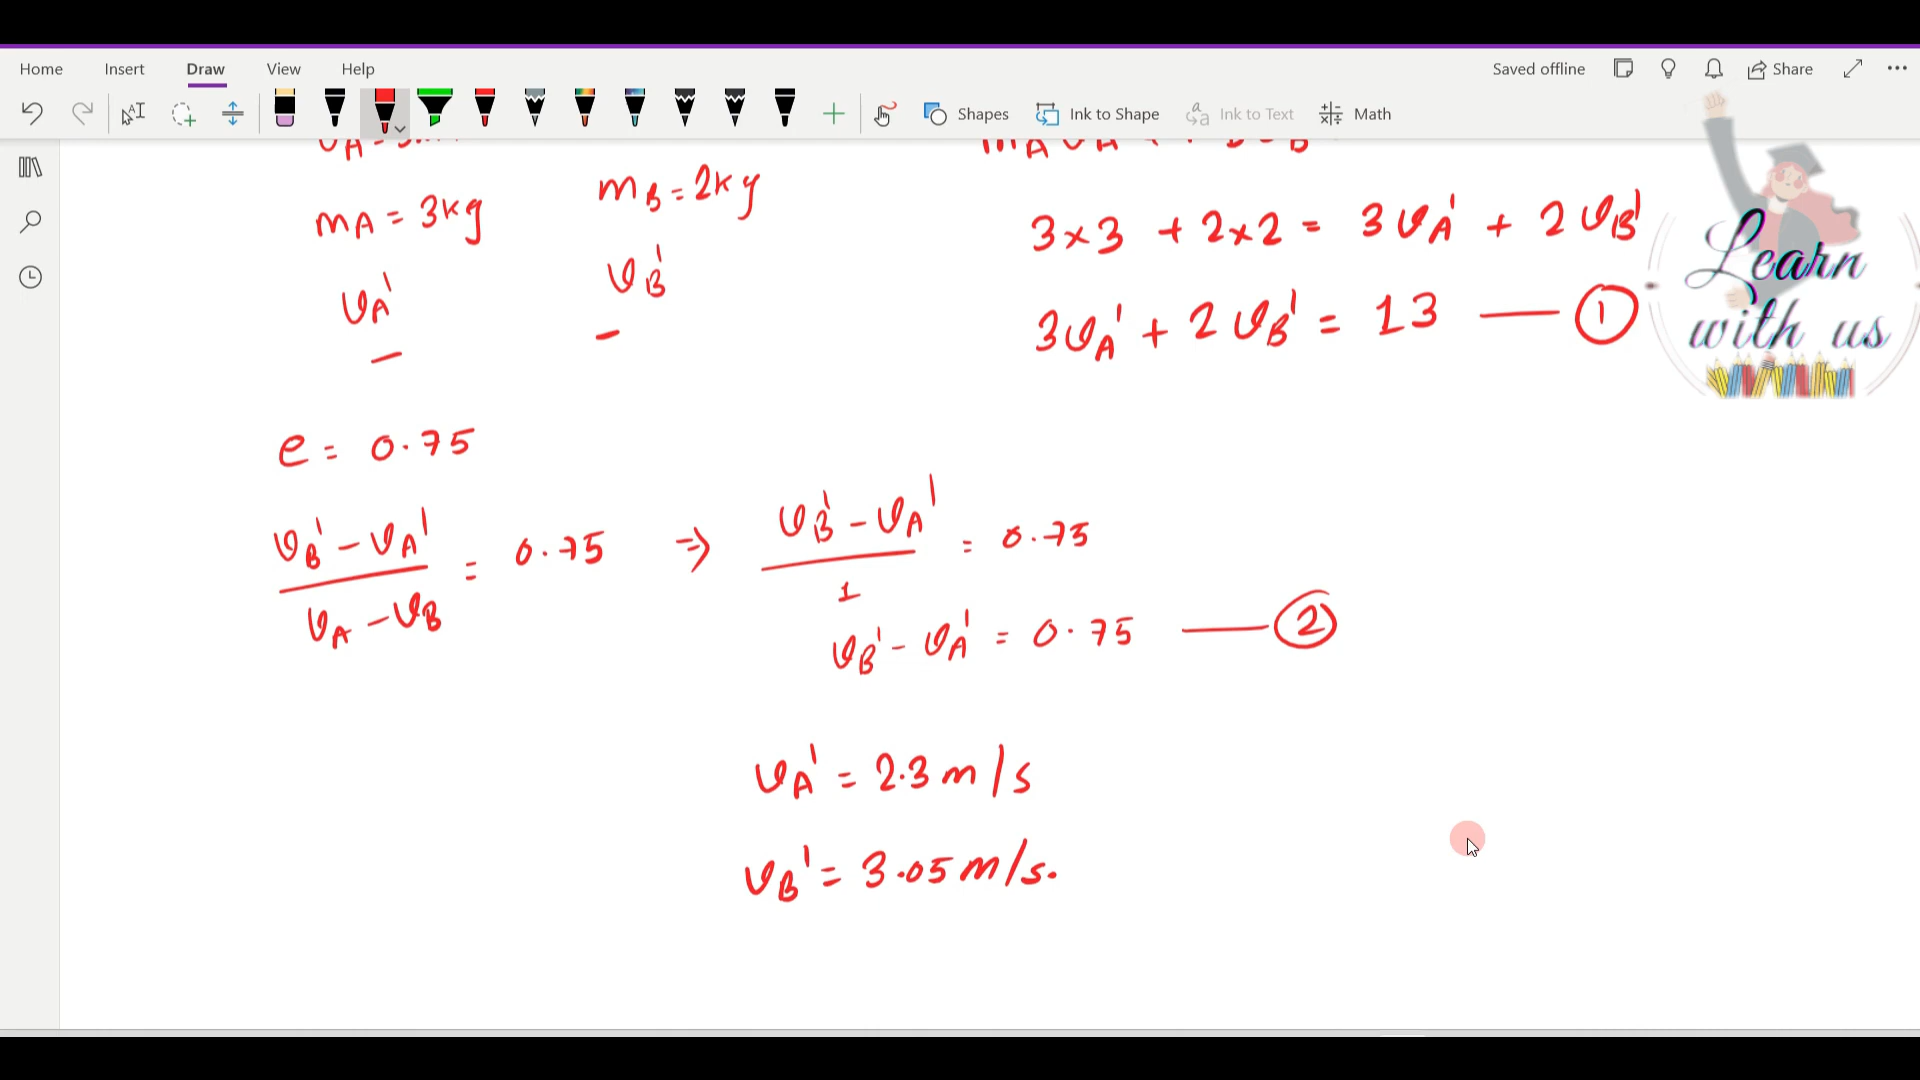 Home Insert Draw View Help Saved offline Share
Shapes Ink to Shape Ink to Text Math
mB = 2kg
mA = 3kg
vB'
vA'
3×3 + 2×2 = 3vA' + 2vB'
3vA' + 2vB' = 13 — 1
Learn
with us
e = 0.75
vB' - vA' / vA - vB = 0.75 ⇒ vB' - vA' / 1 = 0.75
vB' - vA' = 0.75 — 2
vA' = 2.3 m/s
vB' = 3.05 m/s.